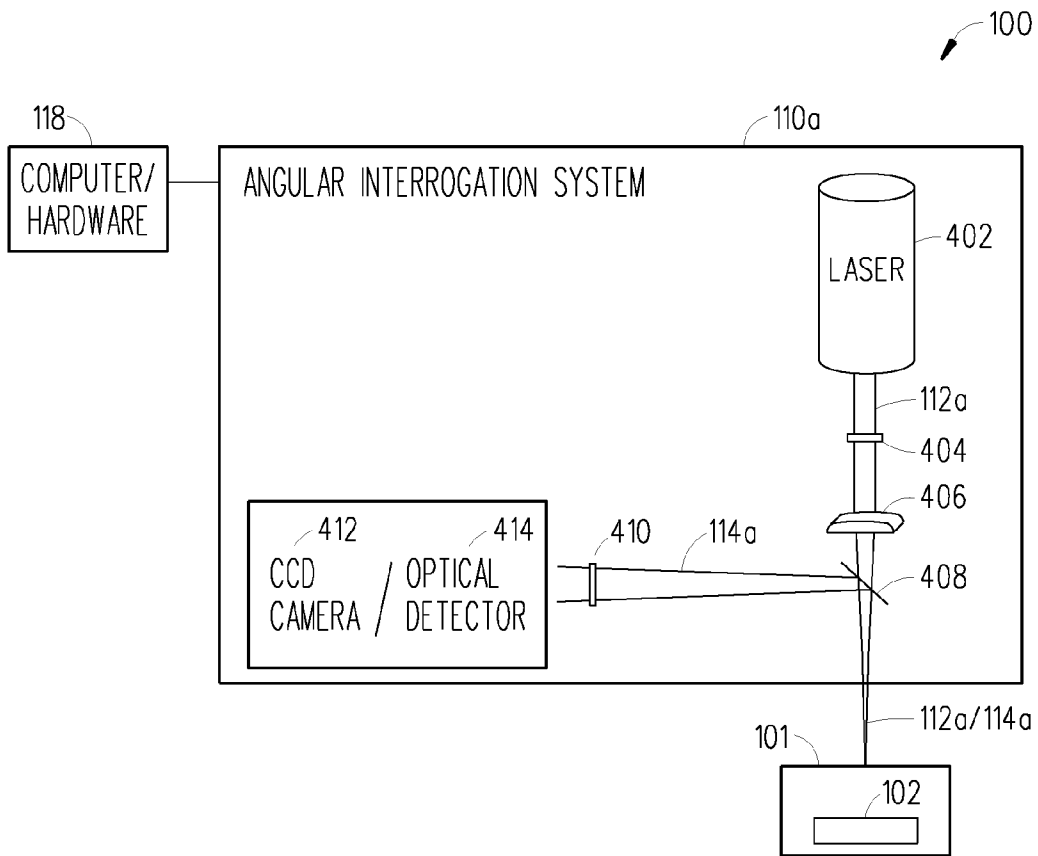 100
118
110a
COMPUTER/
HARDWARE
ANGULAR INTERROGATION SYSTEM
402
LASER
112a
404
406
412
414
410
114a
408
CCD
CAMERA
/
OPTICAL
DETECTOR
112a/114a
101
102